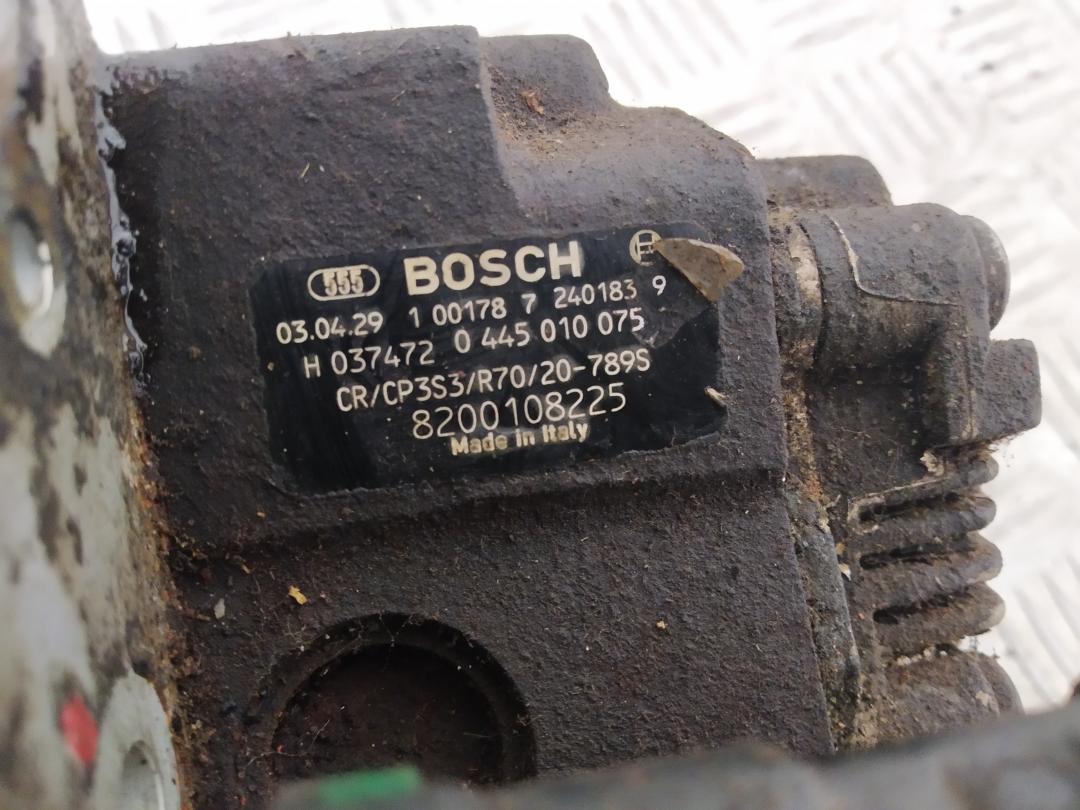 555 BOSCH
03.04.29 1 00178 7 240183 9
H 037472 0 445 010 075
CR/CP3S3/R70/20-789S
8200108225
Made in Italy